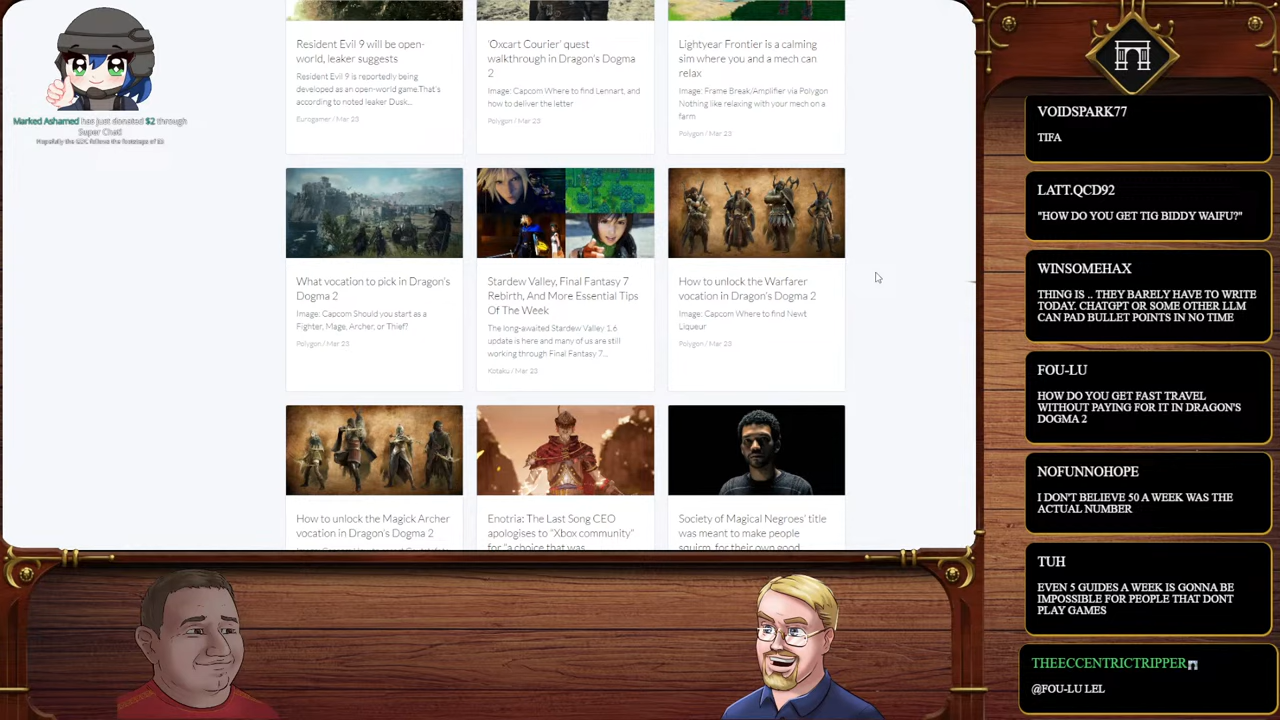 Marked Ashamed has just donated $2 through
Super Chat!
Hopefully the GDC follows the footsteps of E3
Resident Evil 9 will be open-
world, leaker suggests
Resident Evil 9 is reportedly being
developed as an open-world game.That's
according to noted leaker Dusk...
Eurogamer / Mar 23
'Oxcart Courier' quest
walkthrough in Dragon's Dogma
2
Image: Capcom Where to find Lennart, and
how to deliver the letter
Polygon / Mar 23
Lightyear Frontier is a calming
sim where you and a mech can
relax
Image: Frame Break/Amplifier via Polygon
Nothing like relaxing with your mech on a
farm
Polygon / Mar 23
What vocation to pick in Dragon's
Dogma 2
Image: Capcom Should you start as a
Fighter, Mage, Archer, or Thief?
Polygon / Mar 23
Stardew Valley, Final Fantasy 7
Rebirth, And More Essential Tips
Of The Week
The long-awaited Stardew Valley 1.6
update is here and many of us are still
working through Final Fantasy 7...
Kotaku / Mar 23
How to unlock the Warfarer
vocation in Dragon's Dogma 2
Image: Capcom Where to find Newt
Liqueur
Polygon / Mar 23
How to unlock the Magick Archer
vocation in Dragon's Dogma 2
Enotria: The Last Song CEO
apologises to "Xbox community"
for "a choice that was
Society of Magical Negroes' title
was meant to make people
squirm, for their own good
VOIDSPARK77
TIFA
LATT.QCD92
"HOW DO YOU GET TIG BIDDY WAIFU?"
WINSOMEHAX
THING IS .. THEY BARELY HAVE TO WRITE
TODAY. CHATGPT OR SOME OTHER LLM
CAN PAD BULLET POINTS IN NO TIME
FOU-LU
HOW DO YOU GET FAST TRAVEL
WITHOUT PAYING FOR IT IN DRAGON'S
DOGMA 2
NOFUNNOHOPE
I DON'T BELIEVE 50 A WEEK WAS THE
ACTUAL NUMBER
TUH
EVEN 5 GUIDES A WEEK IS GONNA BE
IMPOSSIBLE FOR PEOPLE THAT DONT
PLAY GAMES
THEECCENTRICTRIPPER
@FOU-LU LEL